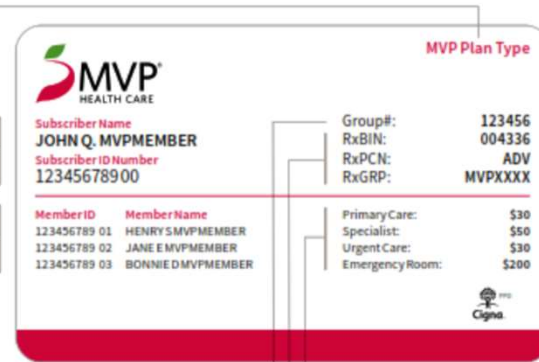 MVP Plan Type
MVP®
HEALTH CARE
Subscriber Name
JOHN Q. MVPMEMBER
Subscriber ID Number
12345678900
Group#: 123456
RxBIN: 004336
RxPCN: ADV
RxGRP: MVPXXXX
Member ID Member Name
123456789 01 HENRY S MVPMEMBER
123456789 02 JANE E MVPMEMBER
123456789 03 BONNIE D MVPMEMBER
Primary Care: $30
Specialist: $50
Urgent Care: $30
Emergency Room: $200
PPO
Cigna.